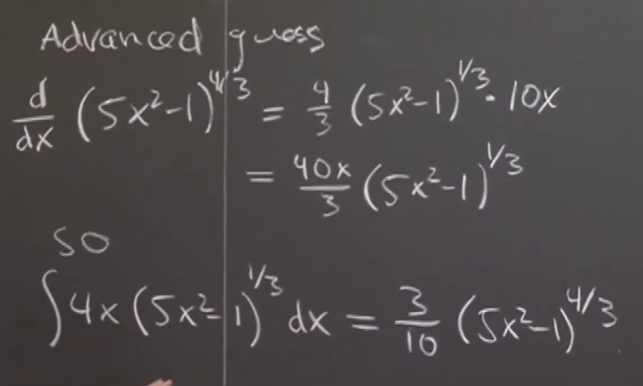 Advanced guess
d/dx (5x²-1)^4/3 = 4/3 (5x²-1)^1/3 · 10x
= 40x/3 (5x²-1)^1/3
so
∫4x(5x²-1)^1/3 dx = 3/10 (5x²-1)^4/3